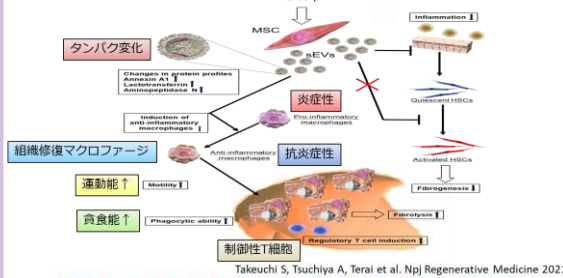 MSC
Inflammation
タンパク変化
sEVs
Changes in protein profiles
Annexin A1
Lactotransferrin
Aminopeptidase N
炎症性
Quiescent HSCs
Induction of
anti-inflammatory
macrophages
Pro-inflammatory
macrophages
組織修復マクロファージ
Anti-inflammatory
macrophages
抗炎症性
Activated HSCs
運動能↑
Motility
Fibrogenesis
貪食能↑
Phagocytic ability
Fibrolysis
制御性T細胞
Regulatory T cell induction
Takeuchi S, Tsuchiya A, Terai et al. Npj Regenerative Medicine